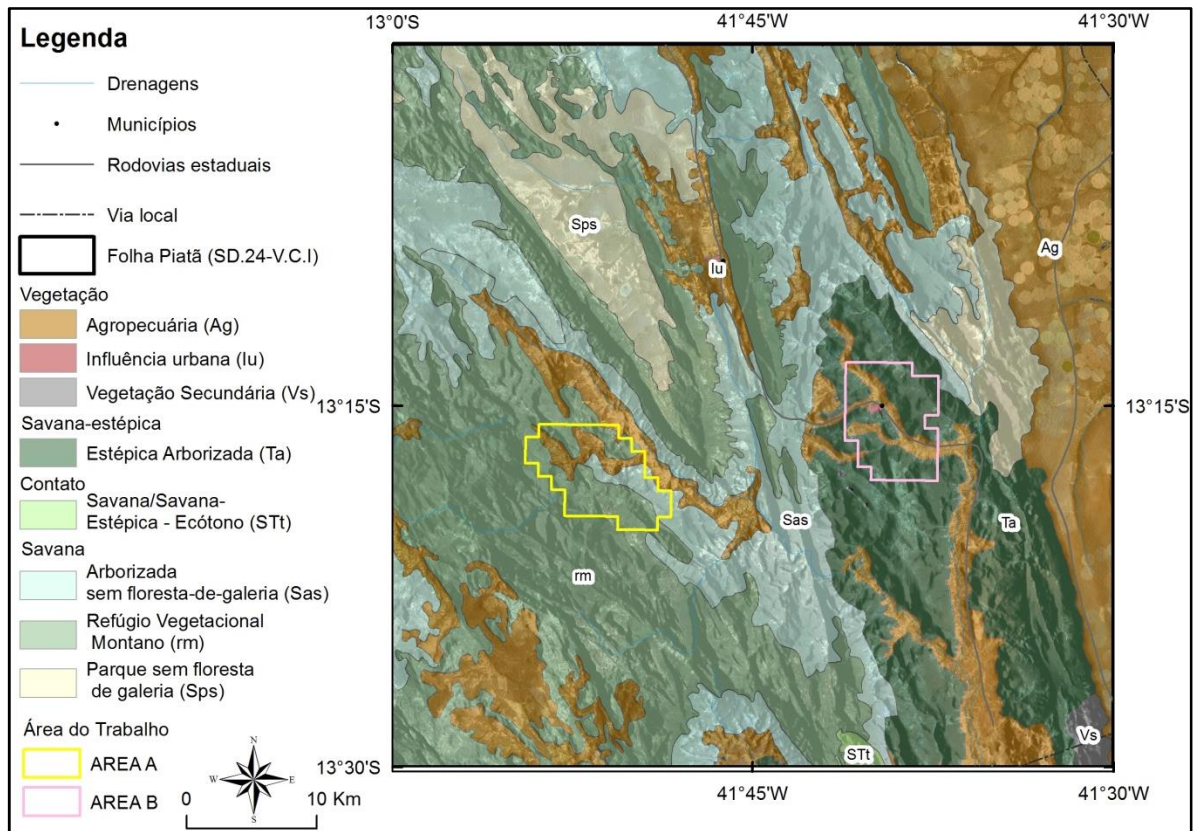 Legenda
Drenagens
Municípios
Rodovias estaduais
Via local
Folha Piatã (SD.24-V.C.I)
Vegetação
Agropecuária (Ag)
Influência urbana (Iu)
Vegetação Secundária (Vs)
Savana-estépica
Estépica Arborizada (Ta)
Contato
Savana/Savana-
Estépica - Ecótono (STt)
Savana
Arborizada
sem floresta-de-galeria (Sas)
Refúgio Vegetacional
Montano (rm)
Parque sem floresta
de galeria (Sps)
Área do Trabalho
AREA A
AREA B
N
W E
S
0 10 Km
13°0'S 41°45'W 41°30'W
Sps
Iu
Ag
13°15'S 13°15'S
Sas
Ta
rm
Vs
STt
13°30'S
41°45'W 41°30'W